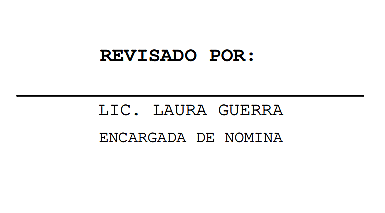 REVISADO POR:
LIC. LAURA GUERRA
ENCARGADA DE NOMINA